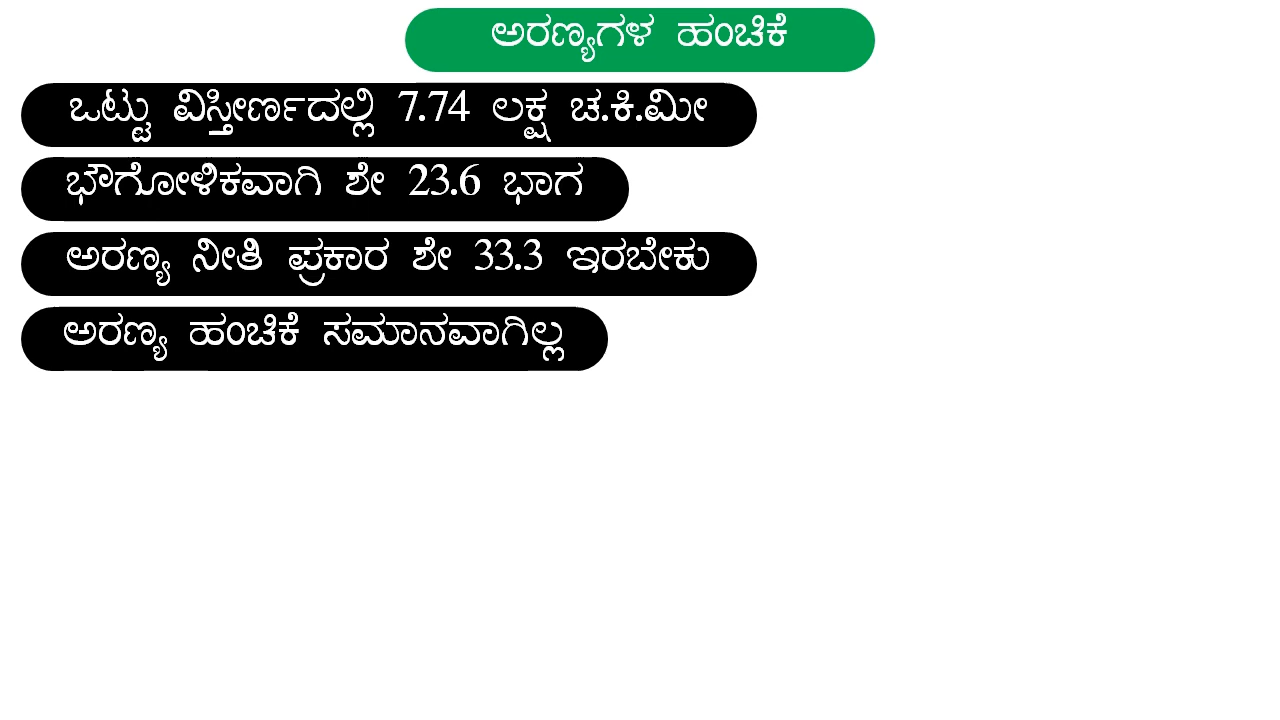 ಅರಣ್ಯಗಳ ಹಂಚಿಕೆ
ಒಟ್ಟು ವಿಸ್ತೀರ್ಣದಲ್ಲಿ 7.74 ಲಕ್ಷ ಚ.ಕಿ.ಮೀ
ಭೌಗೋಳಿಕವಾಗಿ ಶೇ 23.6 ಭಾಗ
ಅರಣ್ಯ ನೀತಿ ಪ್ರಕಾರ ಶೇ 33.3 ಇರಬೇಕು
ಅರಣ್ಯ ಹಂಚಿಕೆ ಸಮಾನವಾಗಿಲ್ಲ